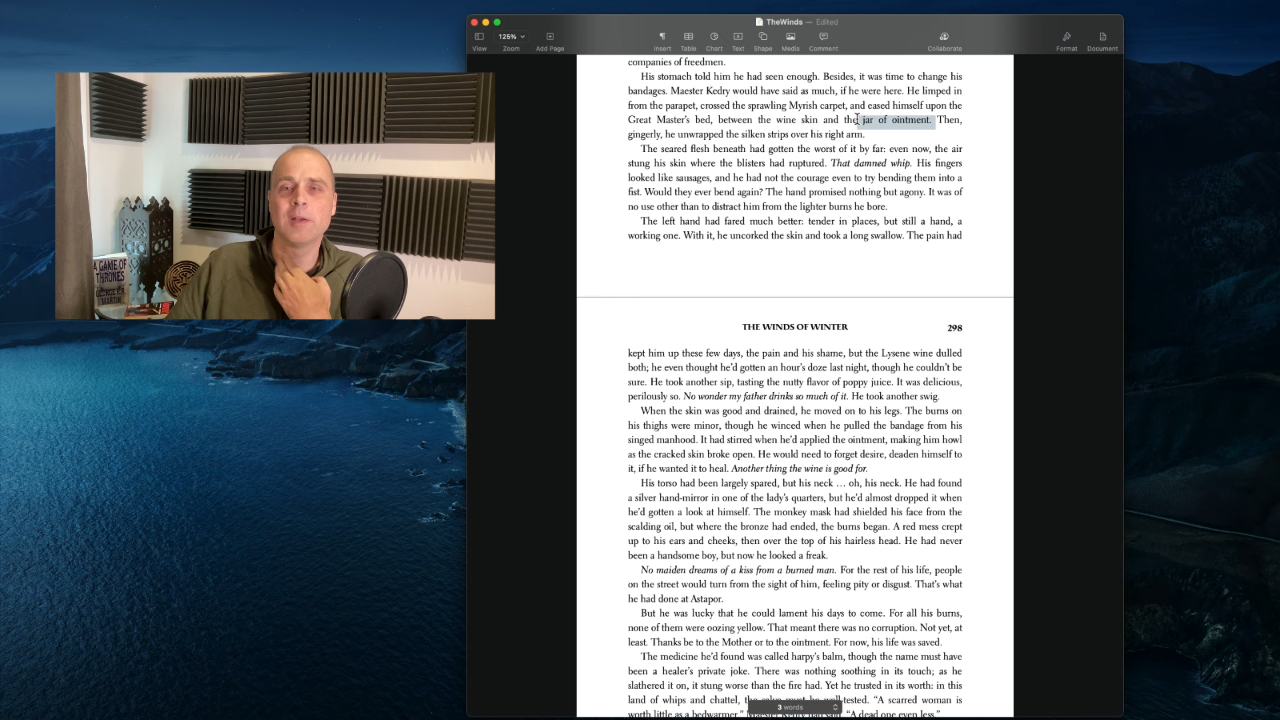 TheWinds — Edited
125%
View
Zoom
Add Page
Insert
Table
Chart
Text
Shape
Media
Comment
Collaborate
Format
Document
companies of freedmen.
His stomach told him he had seen enough. Besides, it was time to change his
bandages. Maester Kedry would have said as much, if he were here. He limped in
from the parapet, crossed the sprawling Myrish carpet, and eased himself upon the
Great Master's bed, between the wine skin and the jar of ointment. Then,
gingerly, he unwrapped the silken strips over his right arm.
The seared flesh beneath had gotten the worst of it by far: even now, the air
stung his skin where the blisters had ruptured. That damned whip. His fingers
looked like sausages, and he had not the courage even to try bending them into a
fist. Would they ever bend again? The hand promised nothing but agony. It was of
no use other than to distract him from the lighter burns he bore.
The left hand had fared much better: tender in places, but still a hand, a
working one. With it, he uncorked the skin and took a long swallow. The pain had
THE WINDS OF WINTER 298
kept him up these few days, the pain and his shame, but the Lysene wine dulled
both; he even thought he'd gotten an hour's doze last night, though he couldn't be
sure. He took another sip, tasting the nutty flavor of poppy juice. It was delicious,
perilously so. No wonder my father drinks so much of it. He took another swig.
When the skin was good and drained, he moved on to his legs. The burns on
his thighs were minor, though he winced when he pulled the bandage from his
singed manhood. It had stirred when he'd applied the ointment, making him howl
as the cracked skin broke open. He would need to forget desire, deaden himself to
it, if he wanted it to heal. Another thing the wine is good for.
His torso had been largely spared, but his neck … oh, his neck. He had found
a silver hand-mirror in one of the lady's quarters, but he'd almost dropped it when
he'd gotten a look at himself. The monkey mask had shielded his face from the
scalding oil, but where the bronze had ended, the burns began. A red mess crept
up to his ears and cheeks, then over the top of his hairless head. He had never
been a handsome boy, but now he looked a freak.
No maiden dreams of a kiss from a burned man. For the rest of his life, people
on the street would turn from the sight of him, feeling pity or disgust. That's what
he had done at Astapor.
But he was lucky that he could lament his days to come. For all his burns,
none of them were oozing yellow. That meant there was no corruption. Not yet, at
least. Thanks be to the Mother or to the ointment. For now, his life was saved.
The medicine he'd found was called harpy's balm, though the name must have
been a healer's private joke. There was nothing soothing in its touch; as he
slathered it on, it stung worse than the fire had. Yet he trusted in its worth: in this
land of whips and chattel, the salve must be well-tested. "A scarred woman is
worth little as a bedwarmer," Maester Kedry had said. "A dead one even less."
3 words
A GAME OF
THRONES
GEORGE R.R.
MARTIN